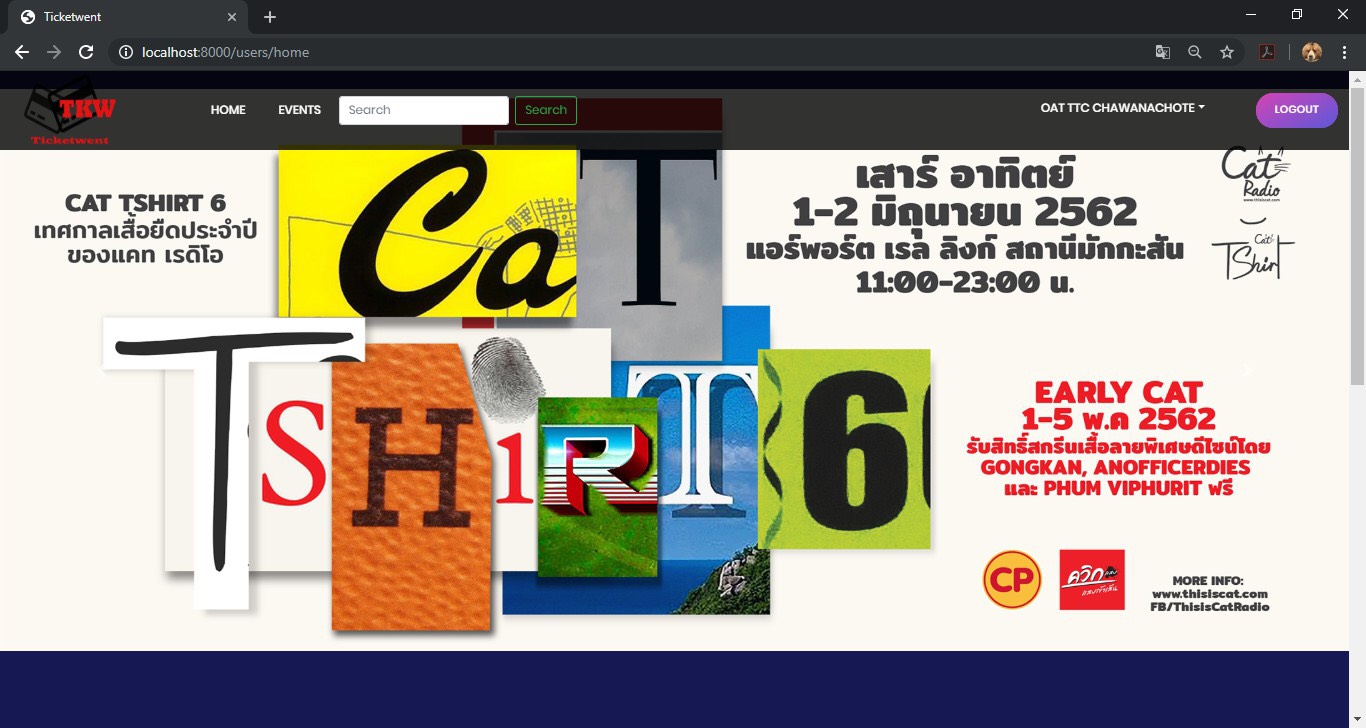 Ticketwent
localhost:8000/users/home
TKW
Ticketwent
HOME
EVENTS
Search
Search
OAT TTC CHAWANACHOTE
LOGOUT
CAT TSHIRT 6
เทศกาลเสื้อยืดประจำปี
ของแคท เรดิโอ
CaT
TSHiRT6
เสาร์ อาทิตย์
1-2 มิถุนายน 2562
แอร์พอร์ต เรล ลิงก์ สถานีมักกะสัน
11:00-23:00 น.
Cat
Radio
www.thisiscat.com
Cat
TShirt
EARLY CAT
1-5 พ.ค 2562
รับสิทธิ์สกรีนเสื้อลายพิเศษดีไซน์โดย
GONGKAN, ANOFFICERDIES
และ PHUM VIPHURIT ฟรี
CP
ควิก
MORE INFO:
www.thisiscat.com
FB/ThisisCatRadio